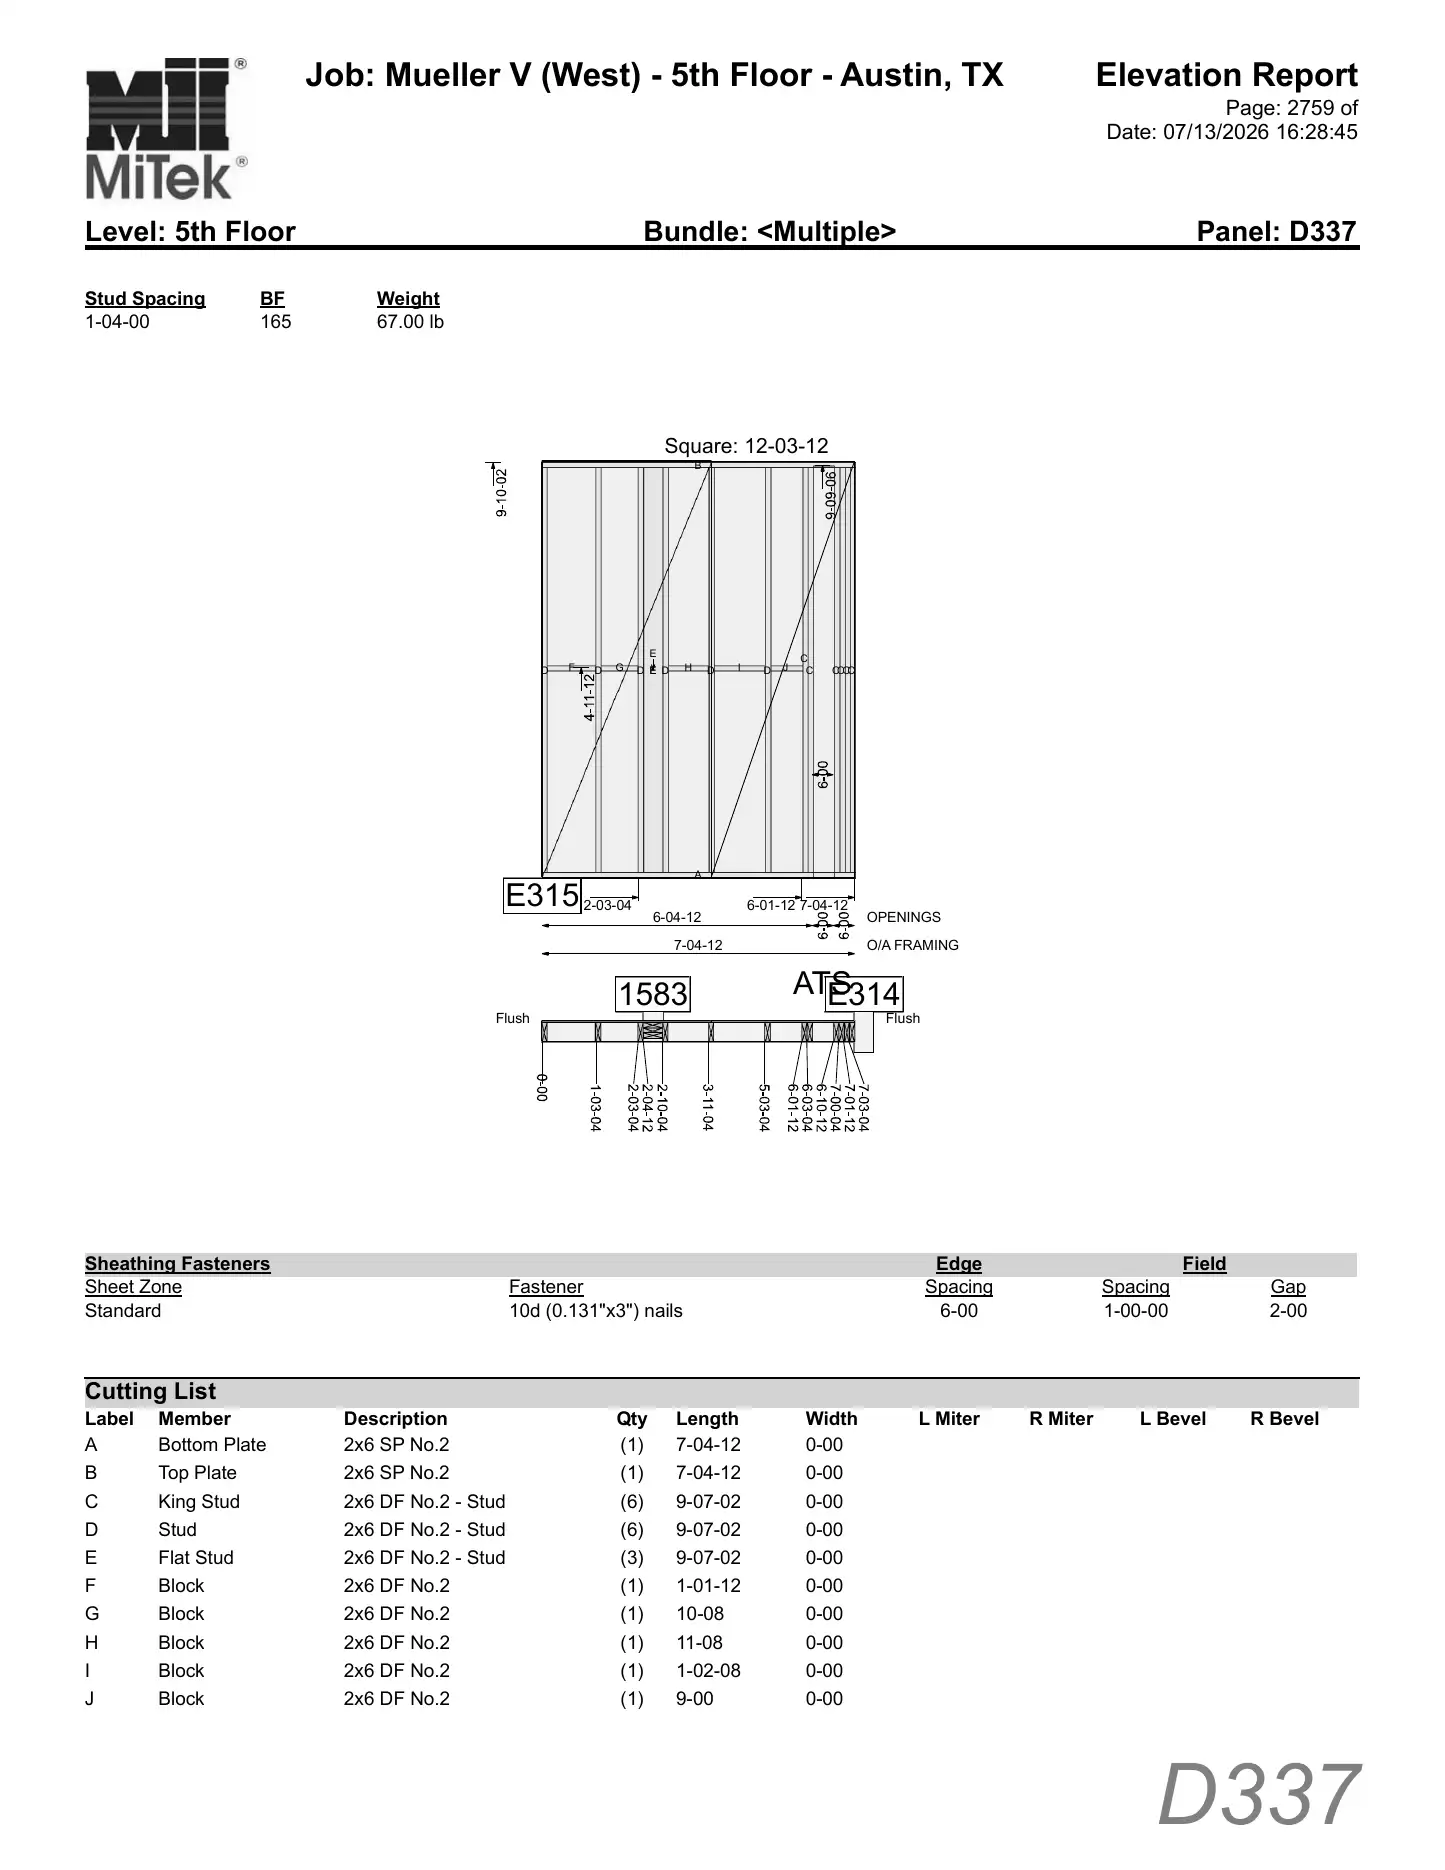 Job: Mueller V (West) - 5th Floor - Austin, TX
Elevation Report
Page: 2759 of
Date: 07/13/2026 16:28:45
MiTek®
Level: 5th Floor Bundle: <Multiple> Panel: D337
Stud Spacing BF Weight
1-04-00 165 67.00 lb
Square: 12-03-12
B
9-10-02
9-09-06
E
C
D F D G D E D H D I D J C C C C C
4-11-12
6-00
A
E315
2-03-04 6-01-12 7-04-12
6-04-12 6-00 6-00 OPENINGS
7-04-12 O/A FRAMING
ATS
1583 E314
Flush Flush
0-00 1-03-04 2-03-04 2-04-12 2-10-04 3-11-04 5-03-04 6-01-12 6-03-04 6-10-12 7-00-04 7-01-12 7-03-04
Sheathing Fasteners Edge Field
Sheet Zone Fastener Spacing Spacing Gap
Standard 10d (0.131"x3") nails 6-00 1-00-00 2-00
Cutting List
Label Member Description Qty Length Width L Miter R Miter L Bevel R Bevel
A Bottom Plate 2x6 SP No.2 (1) 7-04-12 0-00
B Top Plate 2x6 SP No.2 (1) 7-04-12 0-00
C King Stud 2x6 DF No.2 - Stud (6) 9-07-02 0-00
D Stud 2x6 DF No.2 - Stud (6) 9-07-02 0-00
E Flat Stud 2x6 DF No.2 - Stud (3) 9-07-02 0-00
F Block 2x6 DF No.2 (1) 1-01-12 0-00
G Block 2x6 DF No.2 (1) 10-08 0-00
H Block 2x6 DF No.2 (1) 11-08 0-00
I Block 2x6 DF No.2 (1) 1-02-08 0-00
J Block 2x6 DF No.2 (1) 9-00 0-00
D337